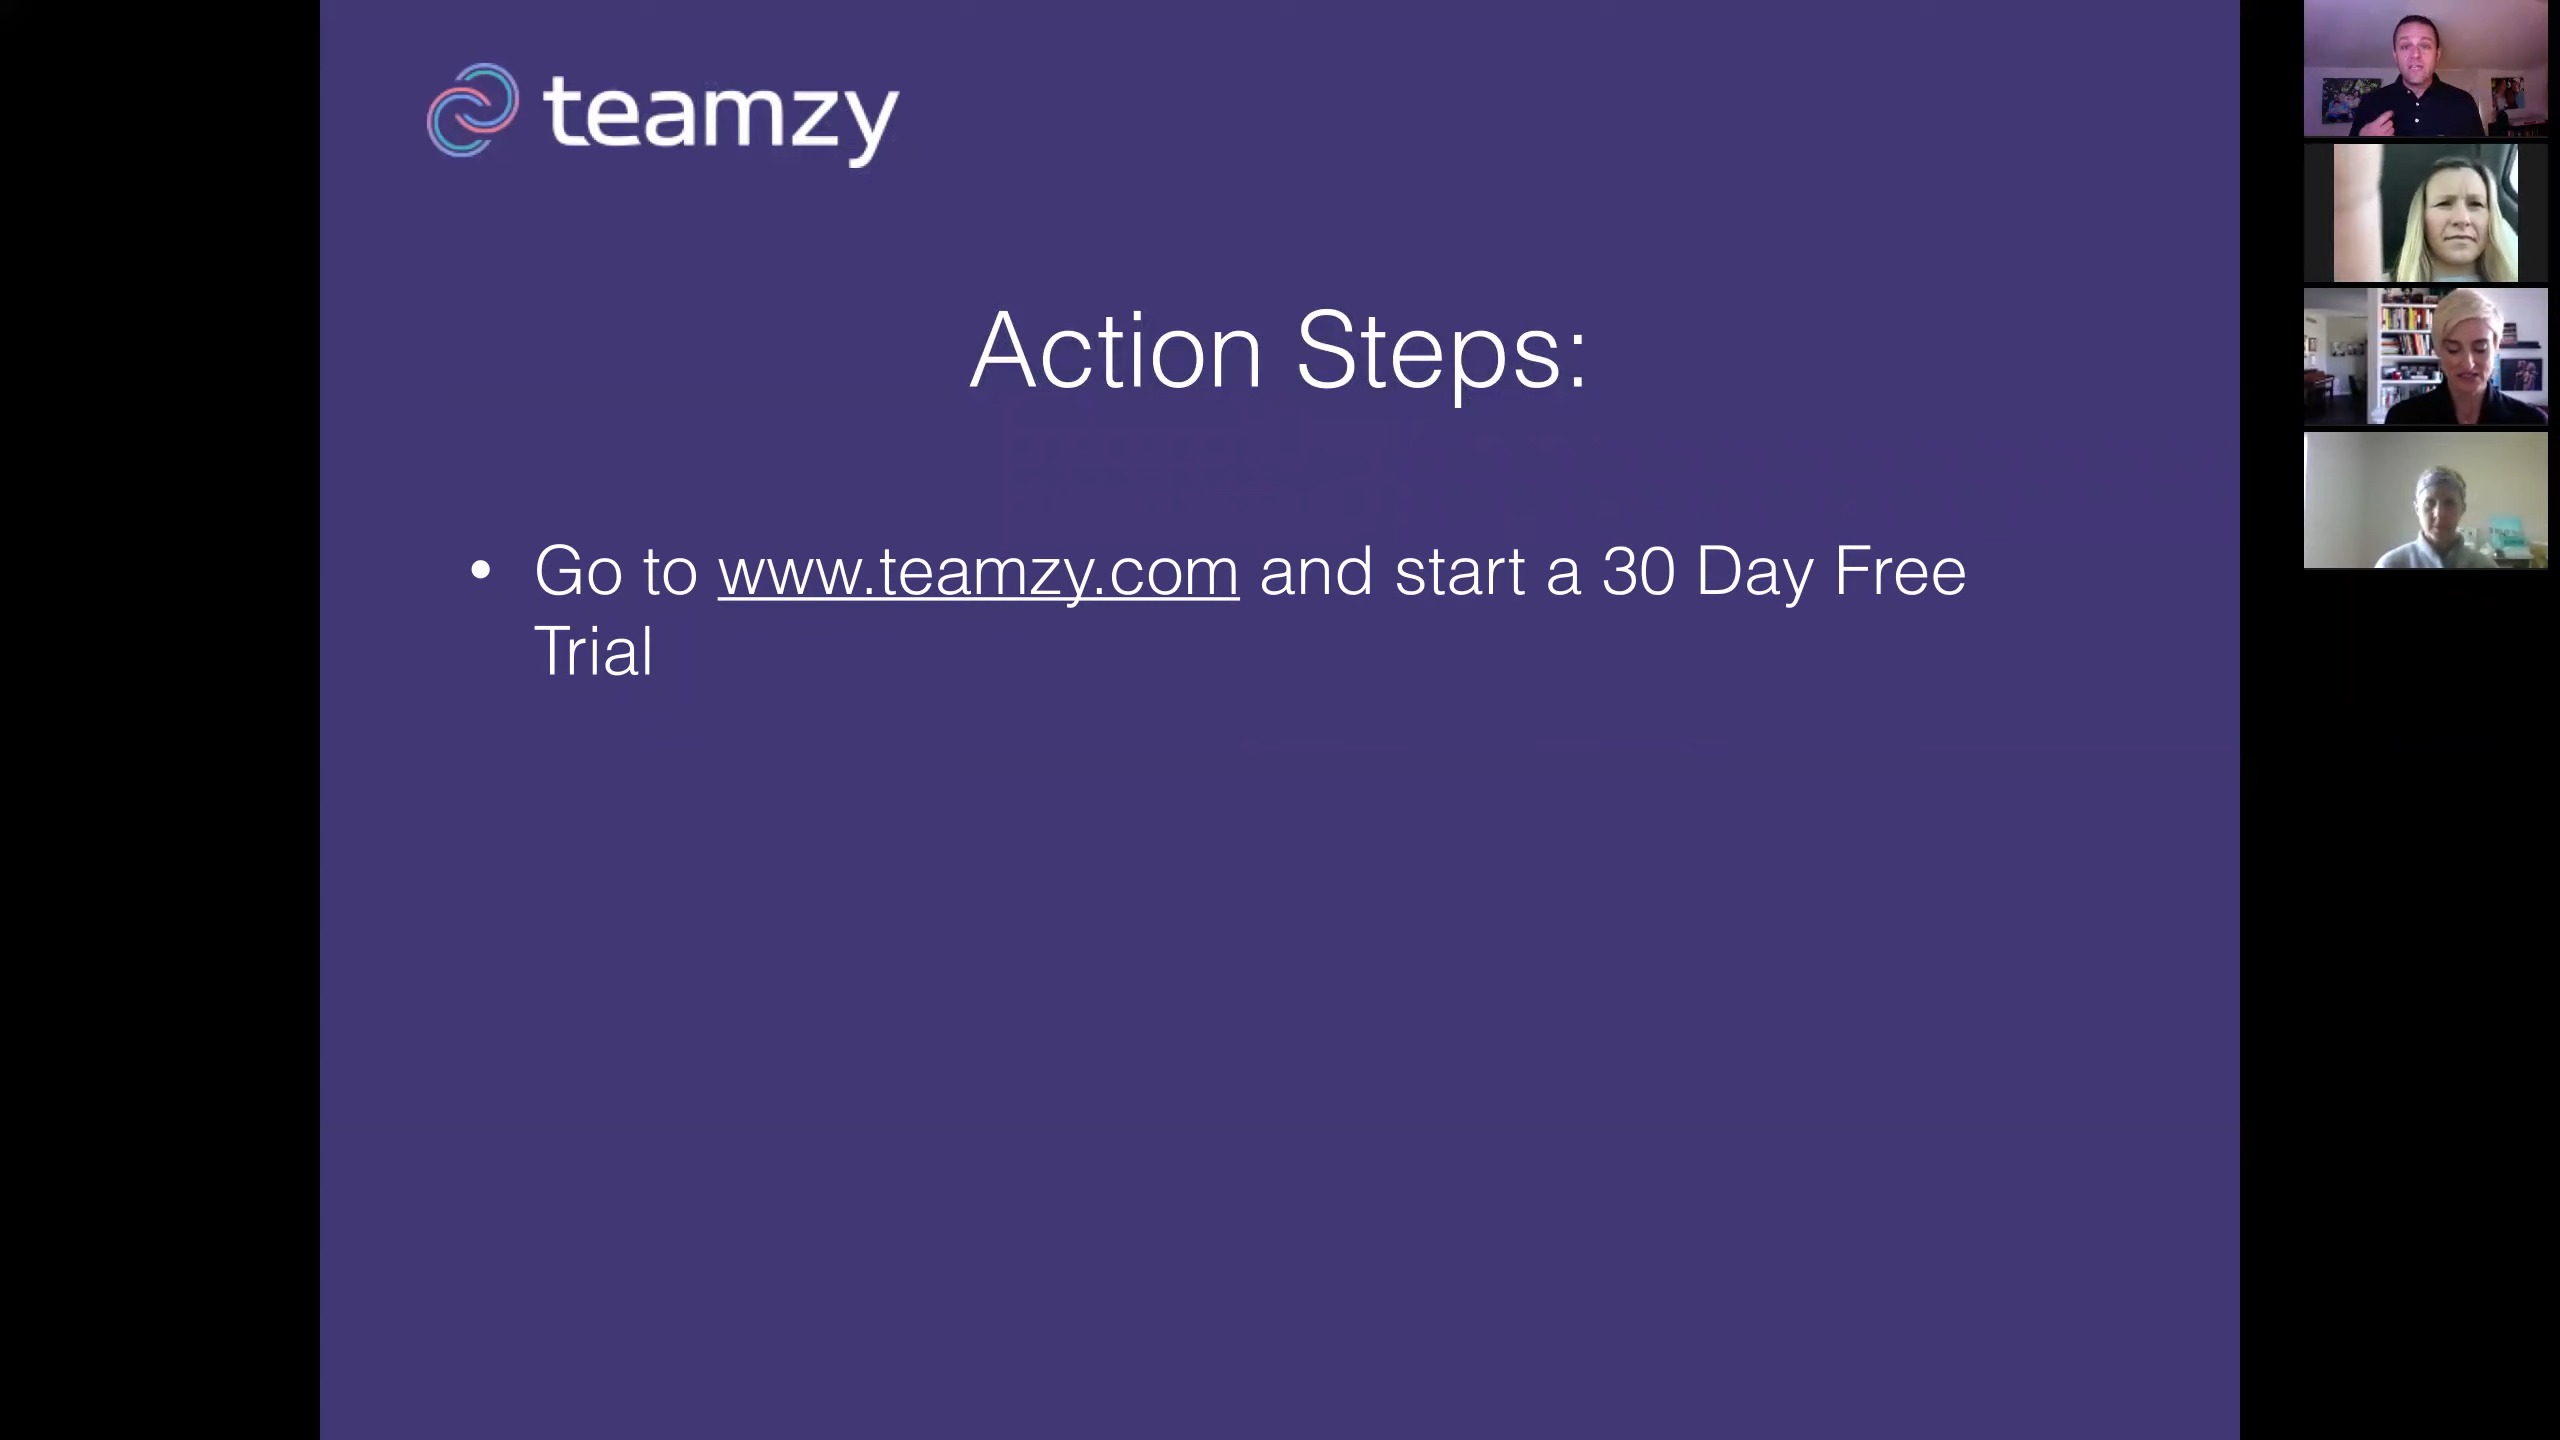 teamzy
Action Steps:
• Go to www.teamzy.com and start a 30 Day Free
Trial